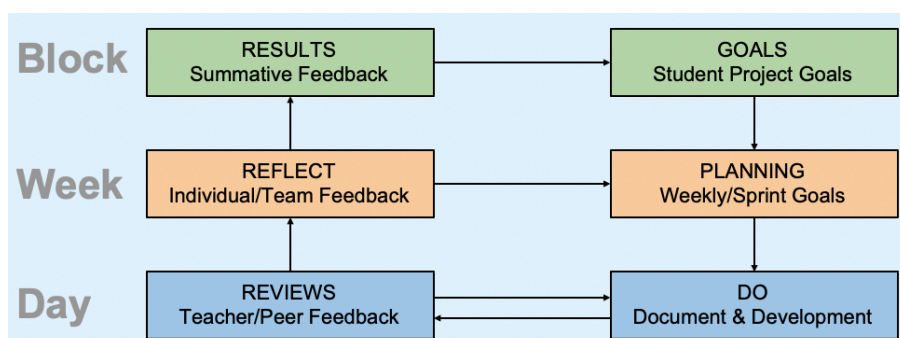 Block
RESULTS
Summative Feedback
GOALS
Student Project Goals
Week
REFLECT
Individual/Team Feedback
PLANNING
Weekly/Sprint Goals
Day
REVIEWS
Teacher/Peer Feedback
DO
Document & Development